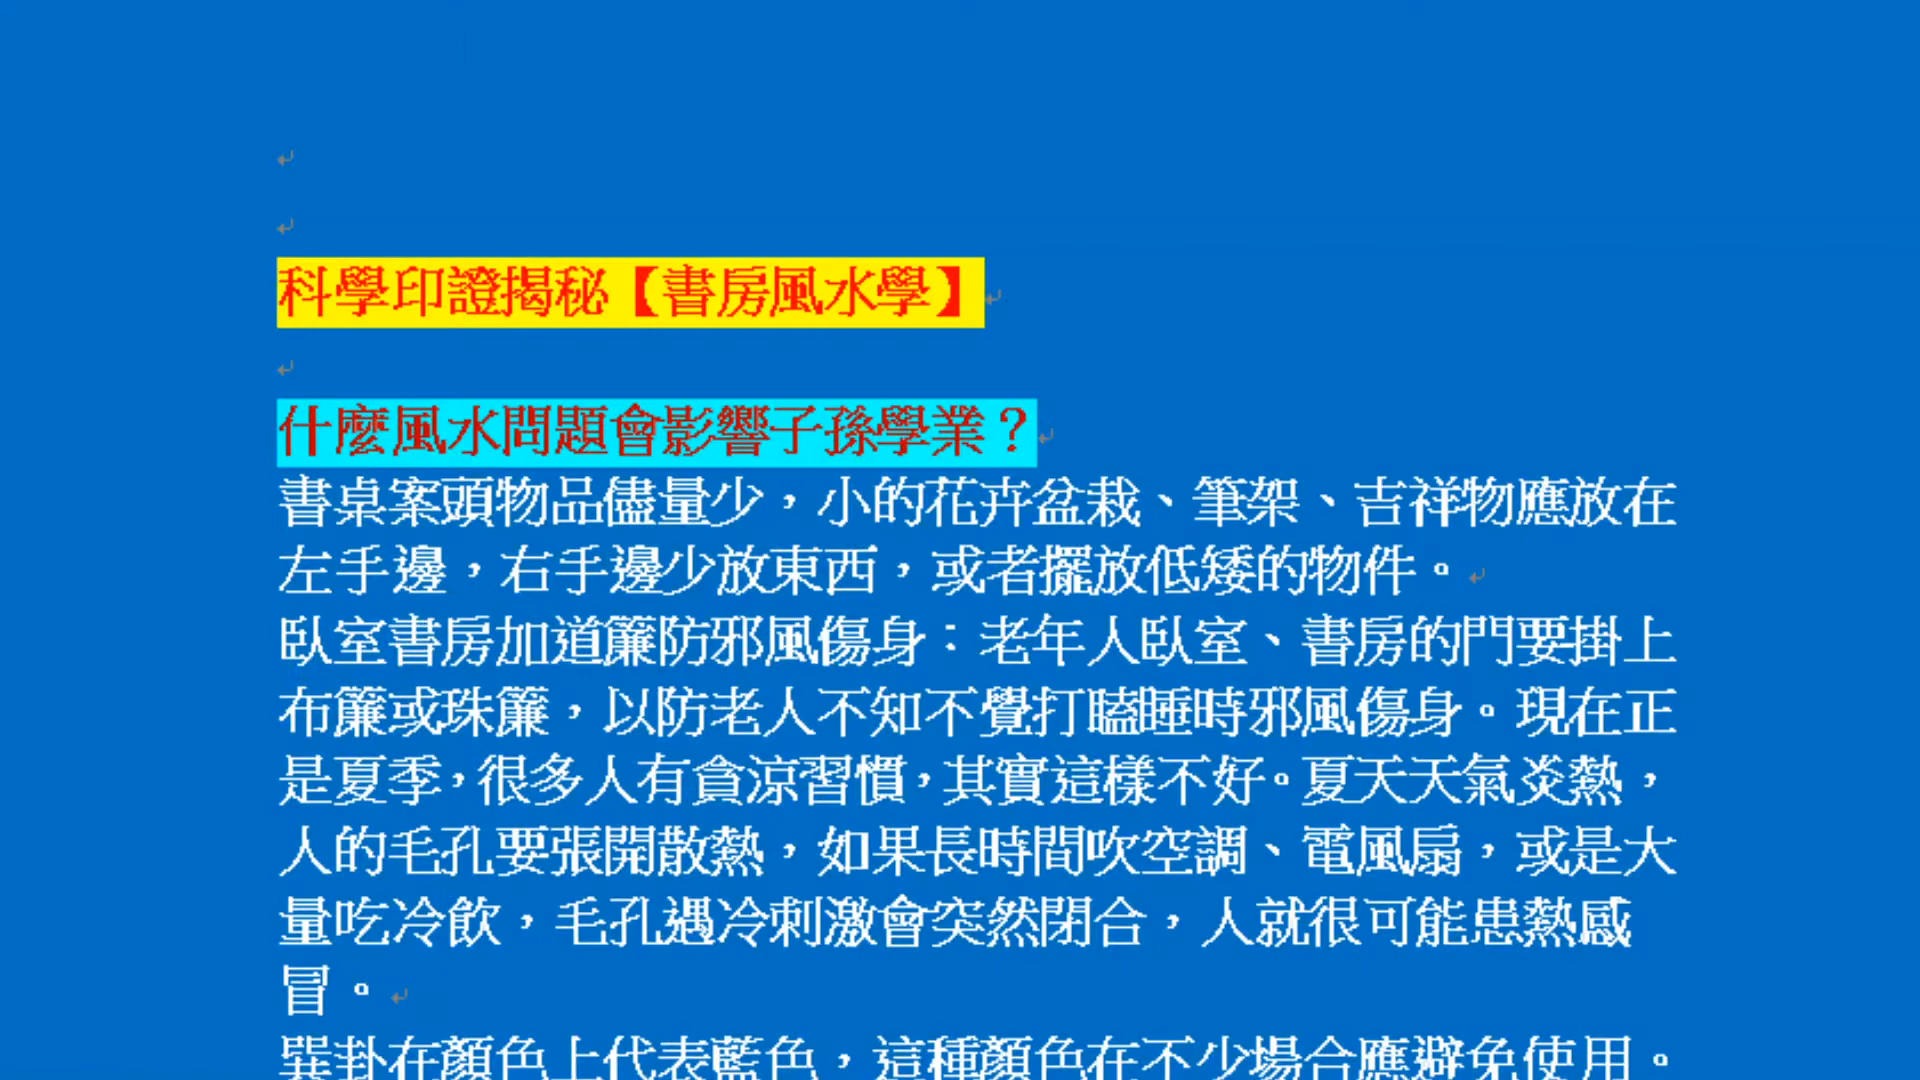 科學印證揭秘【書房風水學】
什麼風水問題會影響子孫學業？
書桌案頭物品儘量少，小的花卉盆栽、筆架、吉祥物應放在
左手邊，右手邊少放東西，或者擺放低矮的物件。
臥室書房加道簾防邪風傷身：老年人臥室、書房的門要掛上
布簾或珠簾，以防老人不知不覺打瞌睡時邪風傷身。現在正
是夏季，很多人有貪涼習慣，其實這樣不好。夏天天氣炎熱，
人的毛孔要張開散熱，如果長時間吹空調、電風扇，或是大
量吃冷飲，毛孔遇冷刺激會突然閉合，人就很可能患熱感
冒。
巽卦在顏色上代表藍色，這種顏色在不少場合應避免使用。